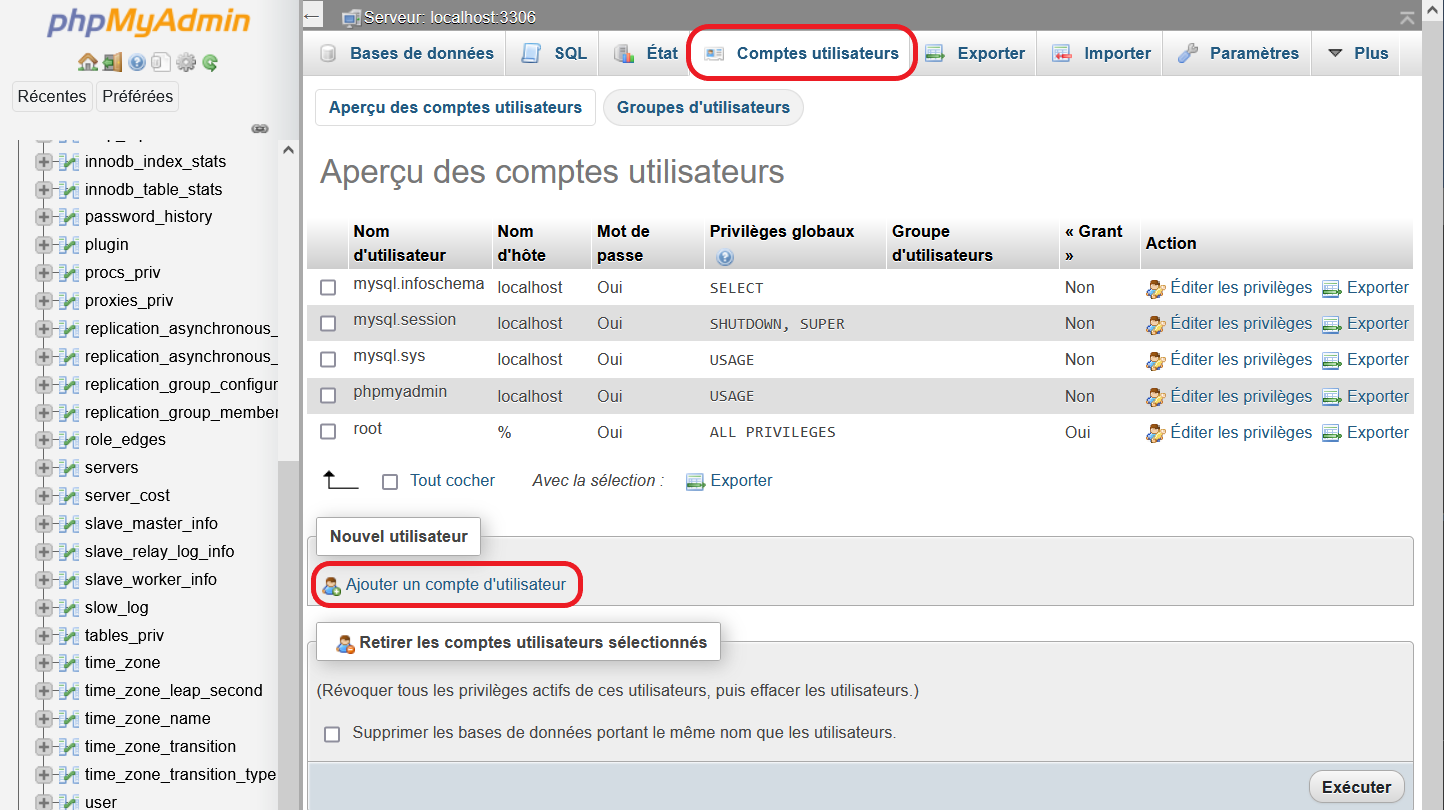 phpMyAdmin
Récentes
Préférées
innodb_index_stats
innodb_table_stats
password_history
plugin
procs_priv
proxies_priv
replication_asynchronous_
replication_asynchronous_
replication_group_configur
replication_group_member
role_edges
servers
server_cost
slave_master_info
slave_relay_log_info
slave_worker_info
slow_log
tables_priv
time_zone
time_zone_leap_second
time_zone_name
time_zone_transition
time_zone_transition_type
user
Serveur: localhost:3306
Bases de données SQL État Comptes utilisateurs Exporter Importer Paramètres Plus
Aperçu des comptes utilisateurs Groupes d'utilisateurs
Aperçu des comptes utilisateurs
Nom d'utilisateur Nom d'hôte Mot de passe Privilèges globaux Groupe d'utilisateurs « Grant » Action
mysql.infoschema localhost Oui SELECT Non Éditer les privilèges Exporter
mysql.session localhost Oui SHUTDOWN, SUPER Non Éditer les privilèges Exporter
mysql.sys localhost Oui USAGE Non Éditer les privilèges Exporter
phpmyadmin localhost Oui USAGE Non Éditer les privilèges Exporter
root % Oui ALL PRIVILEGES Oui Éditer les privilèges Exporter
Tout cocher Avec la sélection : Exporter
Nouvel utilisateur
Ajouter un compte d'utilisateur
Retirer les comptes utilisateurs sélectionnés
(Révoquer tous les privilèges actifs de ces utilisateurs, puis effacer les utilisateurs.)
Supprimer les bases de données portant le même nom que les utilisateurs.
Exécuter